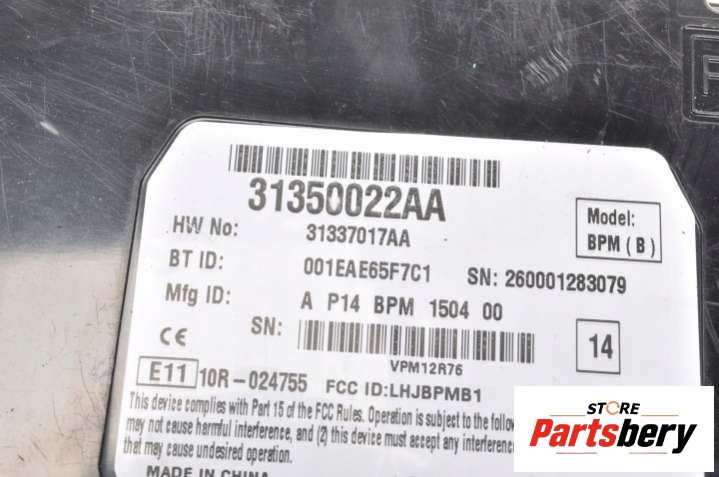 31350022AA
Model:
BPM ( B )
HW No: 31337017AA
BT ID: 001EAE65F7C1 SN: 260001283079
Mfg ID: A P14 BPM 1504 00
SN:
14
VPM12R76
CE
E11 10R-024755 FCC ID:LHJBPMB1
This device complies with Part 15 of the FCC Rules. Operation is subject to the follow
may not cause harmful interference, and (2) this device must accept any interference
that may cause undesired operation.
MADE IN CHINA
STORE
Partsbery